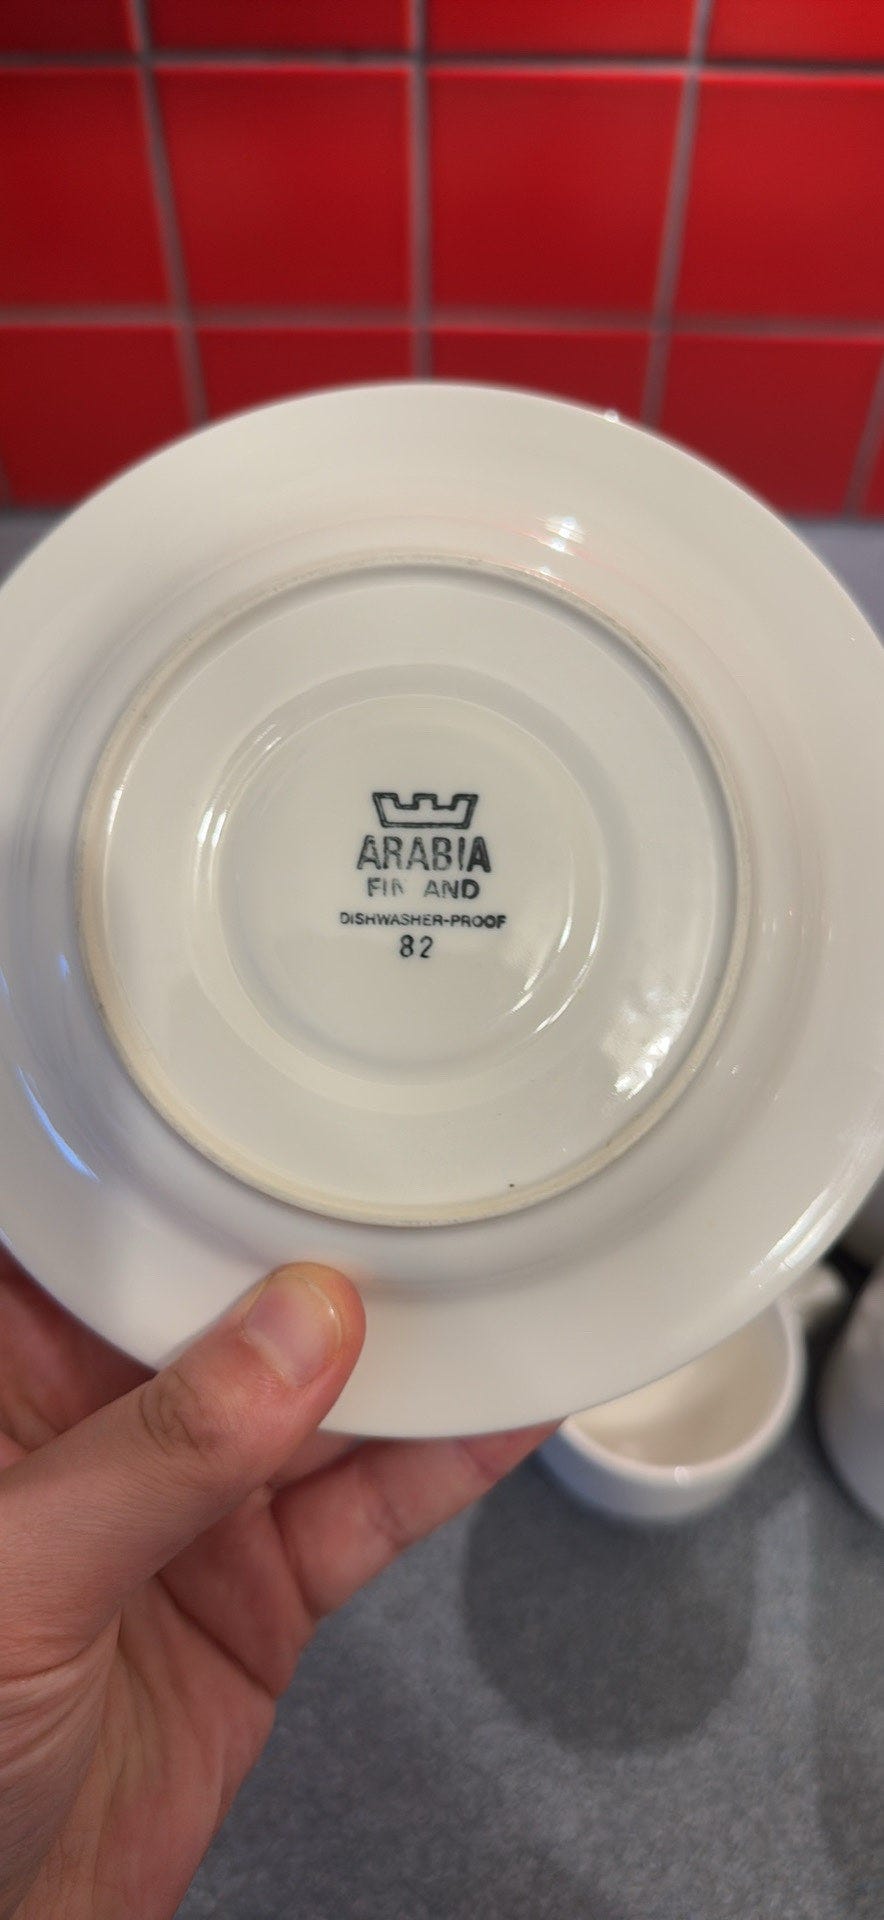 ARABIA
FIN AND
DISHWASHER-PROOF
82